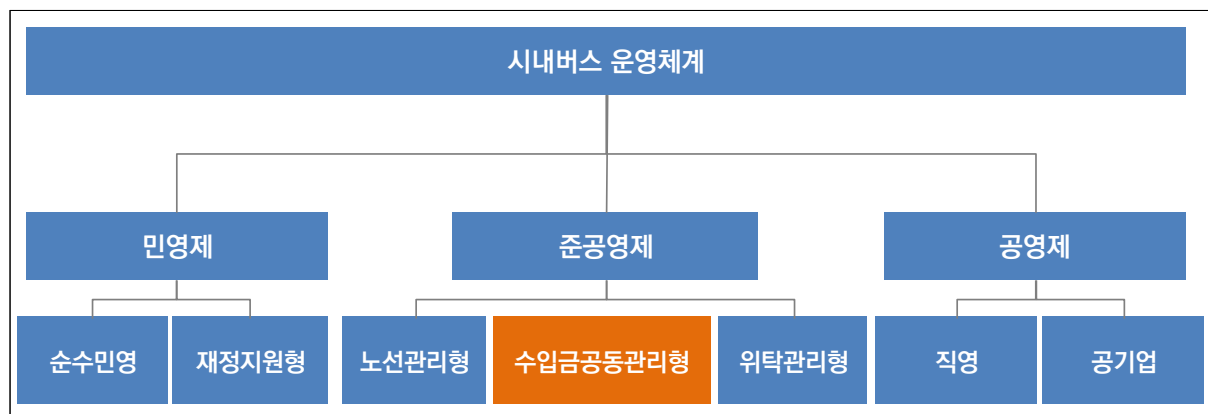 시내버스 운영체계
민영제
준공영제
공영제
순수민영
재정지원형
노선관리형
수입금공동관리형
위탁관리형
직영
공기업